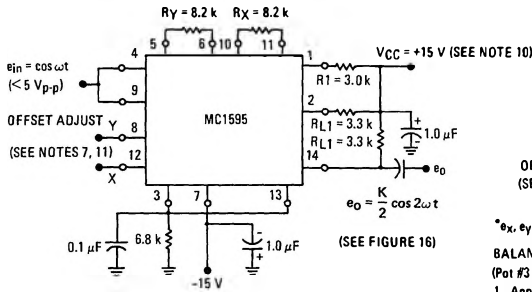 RY = 8.2 k RX = 8.2 k
5 6 10 11
4
ein = cos ωt
(<5 Vp-p)
9
OFFSET ADJUST Y
8
(SEE NOTES 7, 11)
12
X
MC1595
1
VCC = +15 V (SEE NOTE 10)
R1 = 3.0 k
2
RL1 = 3.3 k
RL1 = 3.3 k
+
-
1.0 µF
14
eo
eo = K/2 cos 2ωt
(SEE FIGURE 16)
3 7 13
0.1 µF
6.8 k
-
+
1.0 µF
-15 V
(SE
*ex, ey
BALAN
(Pot #3